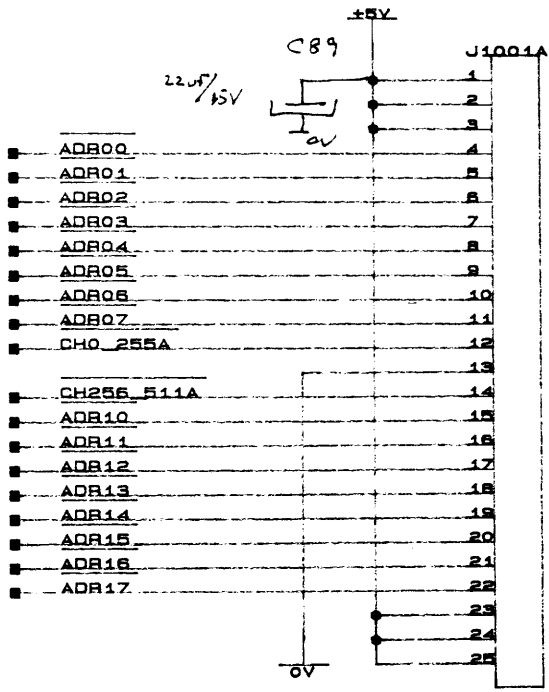 +5V
C89
J1001A
22uf/
15V
0V
1
2
3
ADR00 4
ADR01 5
ADR02 6
ADR03 7
ADR04 8
ADR05 9
ADR06 10
ADR07 11
CH0_255A 12
13
CH256_511A 14
ADR10 15
ADR11 16
ADR12 17
ADR13 18
ADR14 19
ADR15 20
ADR16 21
ADR17 22
23
24
25
0V